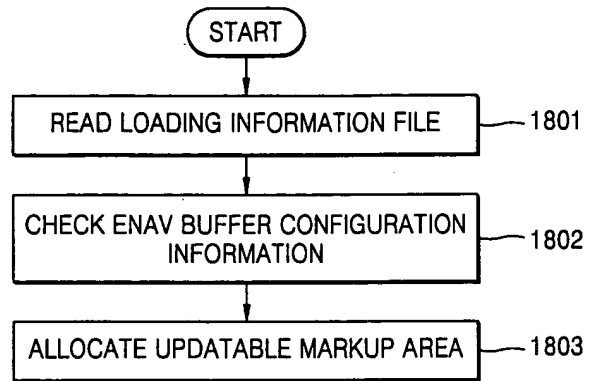 START
READ LOADING INFORMATION FILE
1801
CHECK ENAV BUFFER CONFIGURATION
INFORMATION
1802
ALLOCATE UPDATABLE MARKUP AREA
1803